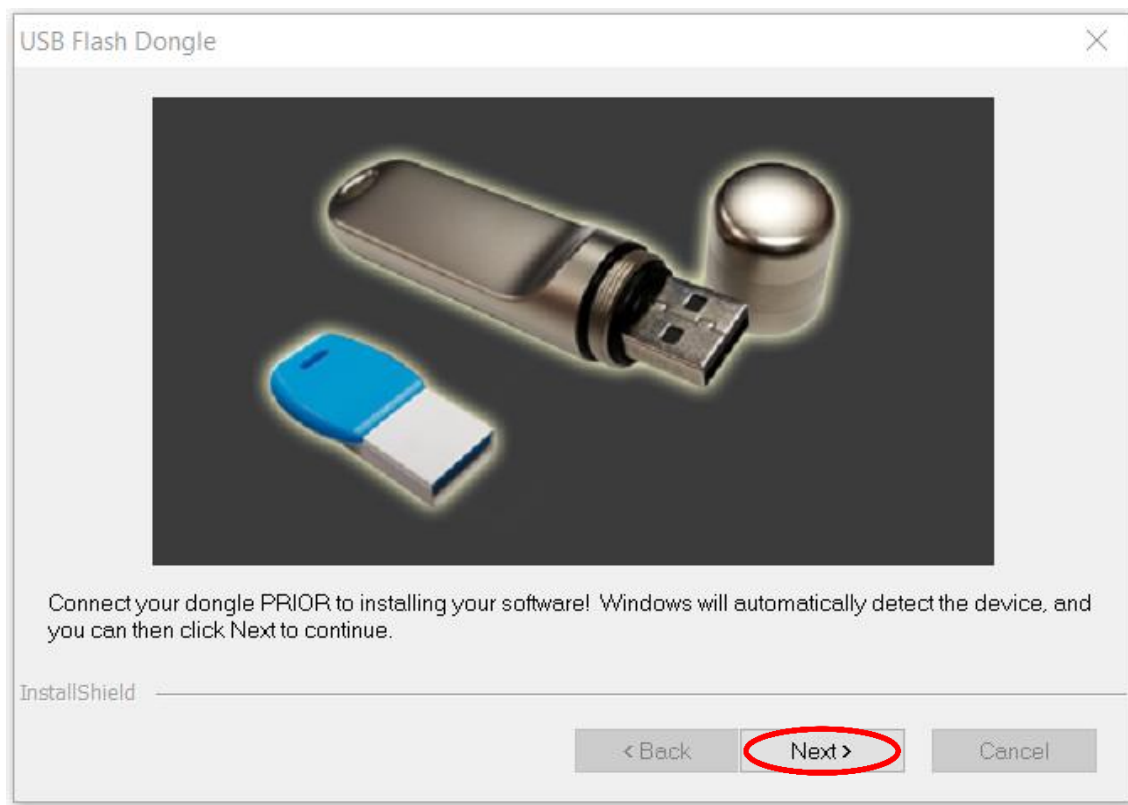 USB Flash Dongle
Connect your dongle PRIOR to installing your software! Windows will automatically detect the device, and
you can then click Next to continue.
InstallShield
< Back Next > Cancel